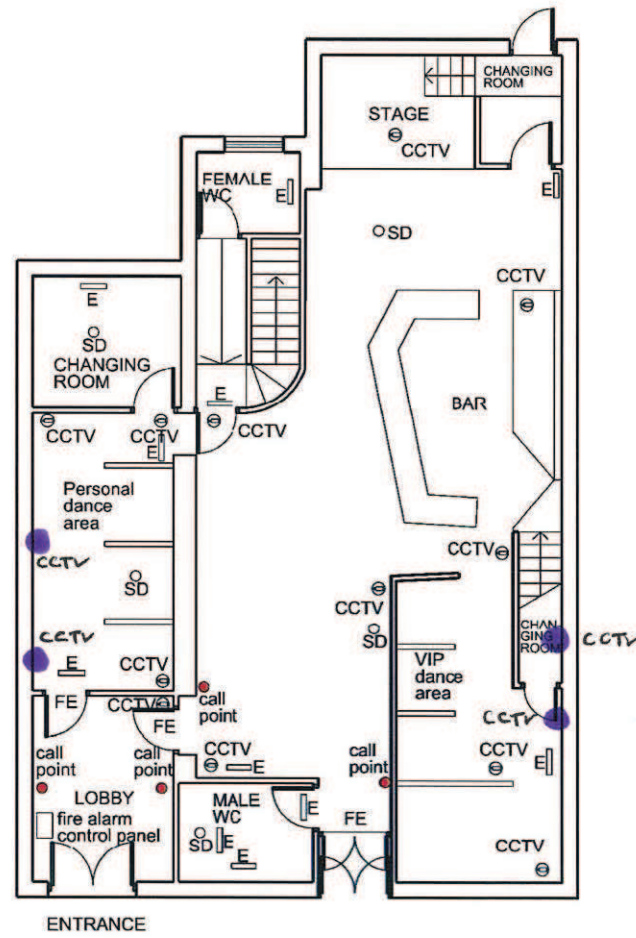 CHANGING
ROOM
STAGE
CCTV
FEMALE
WC
E
E
SD
CCTV
E
SD
CHANGING
ROOM
BAR
E
CCTV
CCTV
CCTV
E
Personal
dance
area
CCTV
CCTV
SD
CCTV
SD
CHAN
GING
ROOM
CCTV
CCTV
VIP
dance
area
E
CCTV
FE
CCTV
call
point
FE
CCTV
CCTV
CCTV
E
call
point
call
point
E
call
point
LOBBY
fire alarm
control panel
MALE
WC
E
SD
E
E
FE
CCTV
ENTRANCE